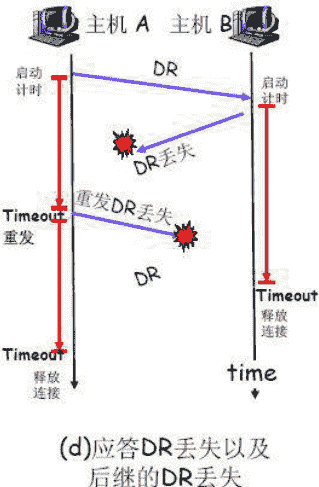 主机 A 主机 B
DR
启动
计时
启动
计时
DR丢失
重发DR丢失
Timeout
重发
DR
Timeout
释放
连接
Timeout
释放
连接
time
(d)应答DR丢失以及
后继的DR丢失